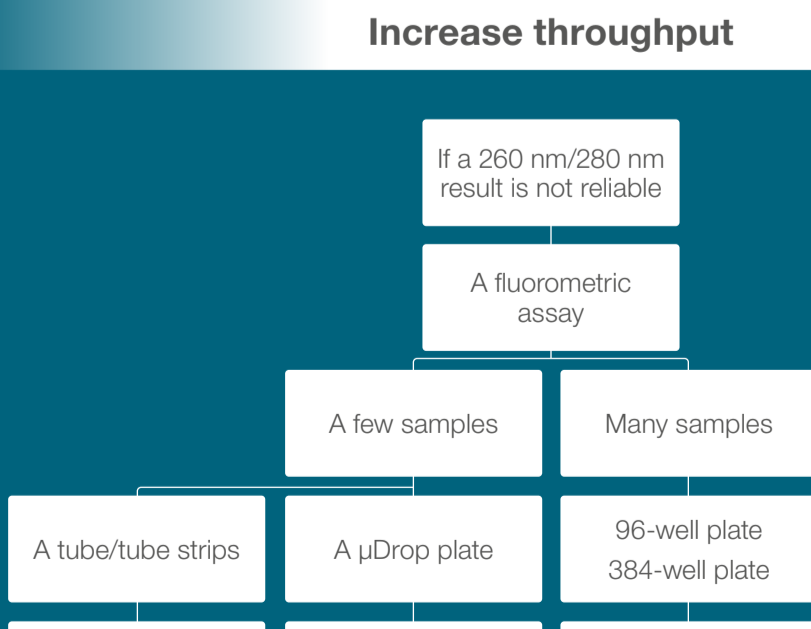 Increase throughput
If a 260 nm/280 nm
result is not reliable
A fluorometric
assay
A few samples
Many samples
A tube/tube strips
A µDrop plate
96-well plate
384-well plate